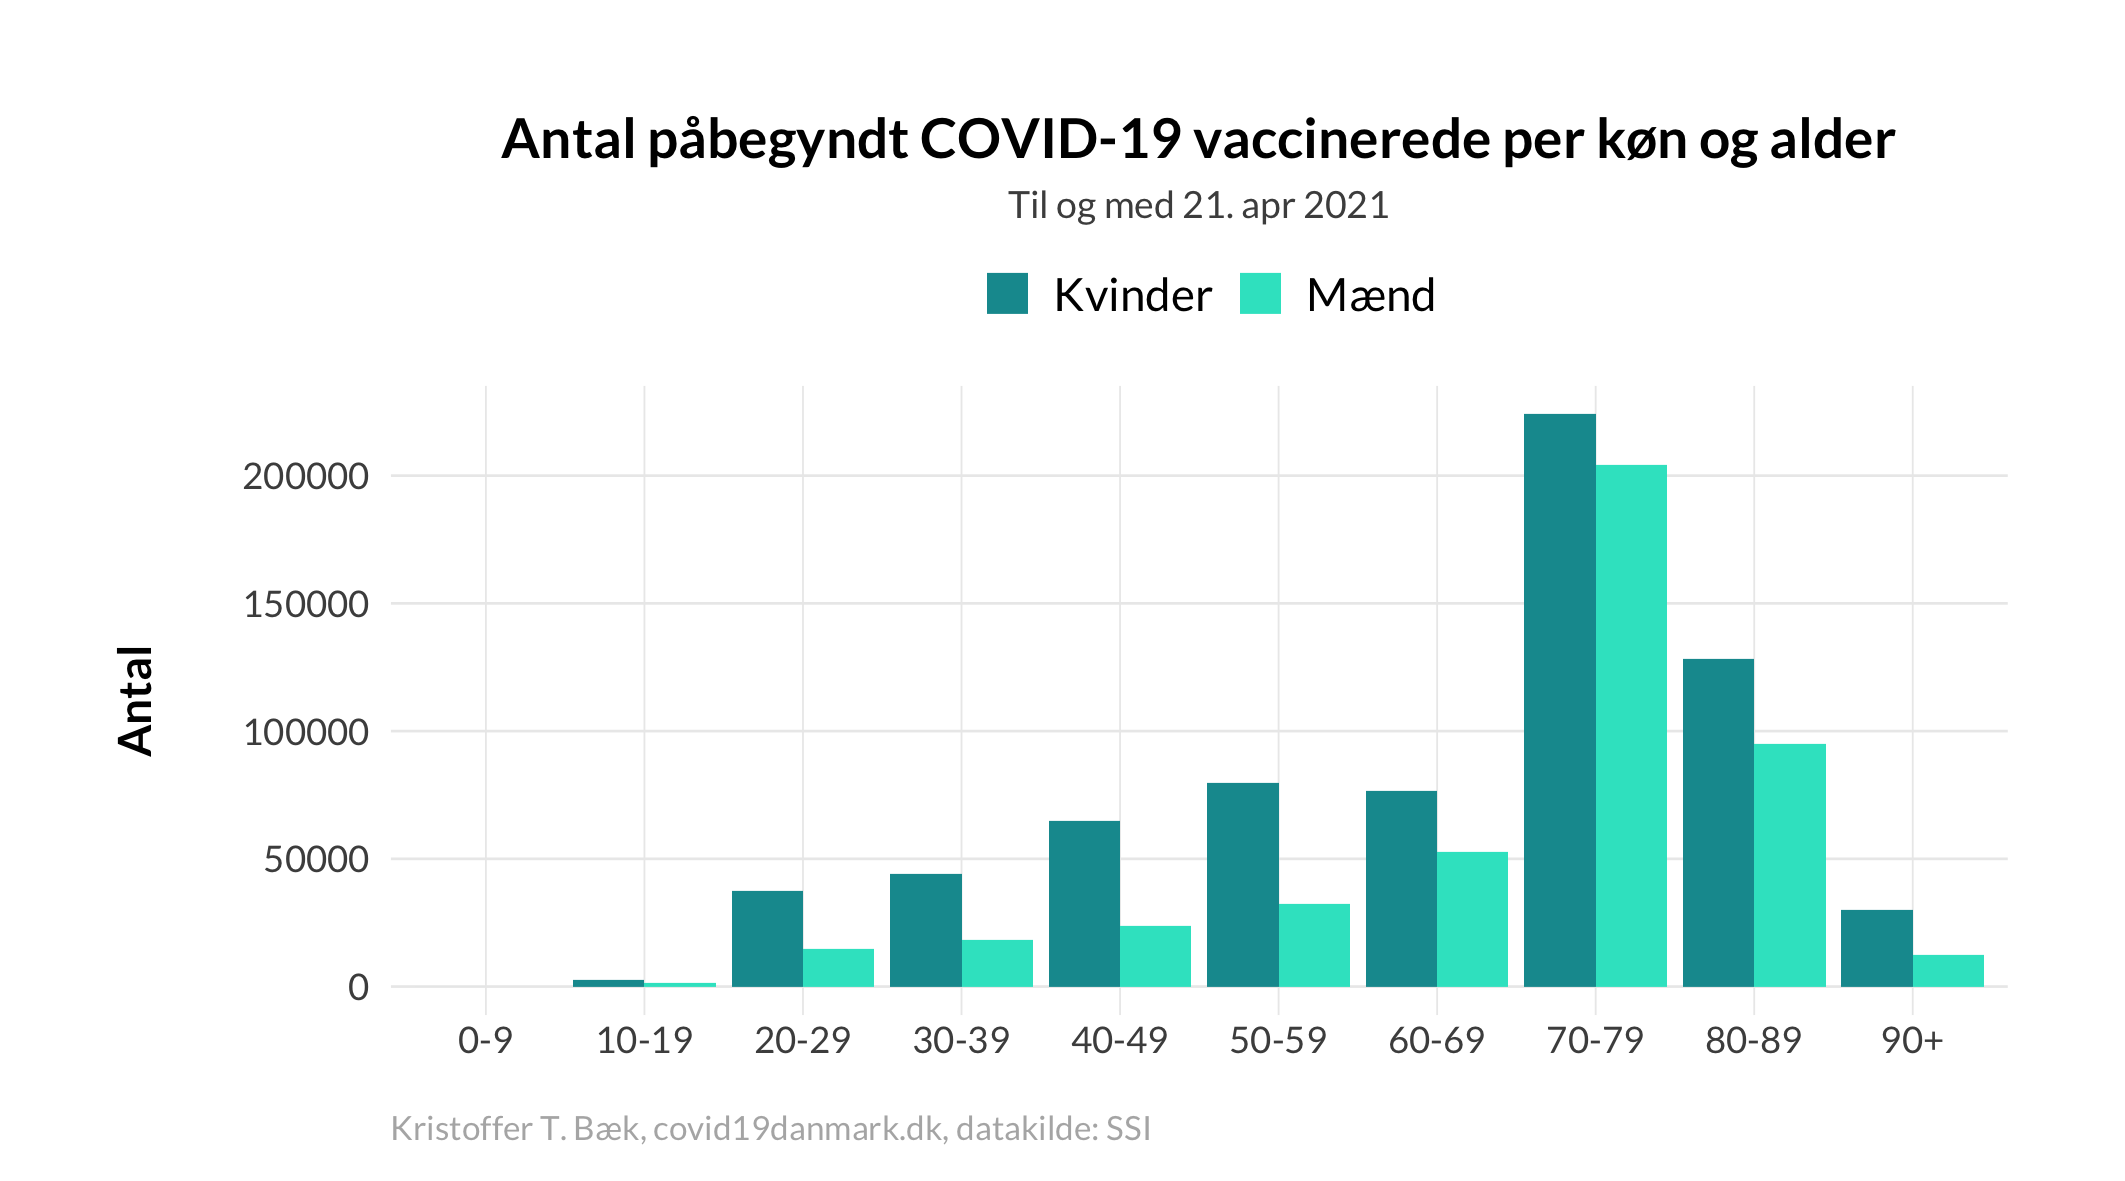 Antal påbegyndt COVID-19 vaccinerede per køn og alder
Til og med 21. apr 2021
Kvinder Mænd
Antal
200000
150000
100000
50000
0
0-9 10-19 20-29 30-39 40-49 50-59 60-69 70-79 80-89 90+
Kristoffer T. Bæk, covid19danmark.dk, datakilde: SSI